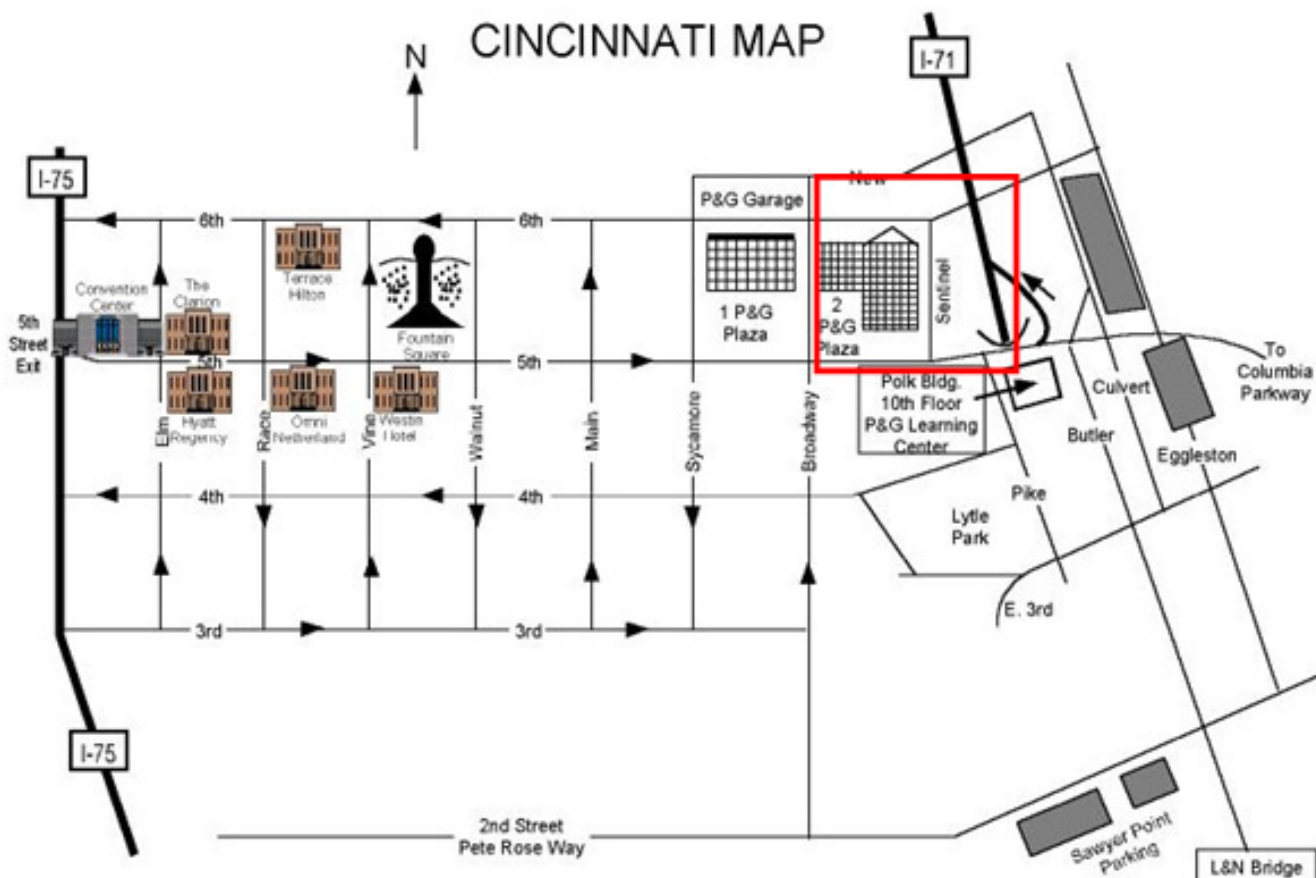 CINCINNATI MAP
N
I-71
I-75
New
P&G Garage
6th
6th
Convention
Center
The
Clarion
Terrace
Hilton
Fountain
Square
1 P&G
Plaza
2
P&G
Plaza
Sentinel
5th
Street
Exit
5th
5th
To
Columbia
Parkway
Elm
Hyatt
Regency
Race
Omni
Netherland
Vine
Westin
Hotel
Walnut
Main
Sycamore
Broadway
Polk Bldg.
10th Floor
P&G Learning
Center
Culvert
Butler
Eggleston
4th
4th
Pike
Lytle
Park
E. 3rd
3rd
3rd
I-75
2nd Street
Pete Rose Way
Sawyer Point
Parking
L&N Bridge